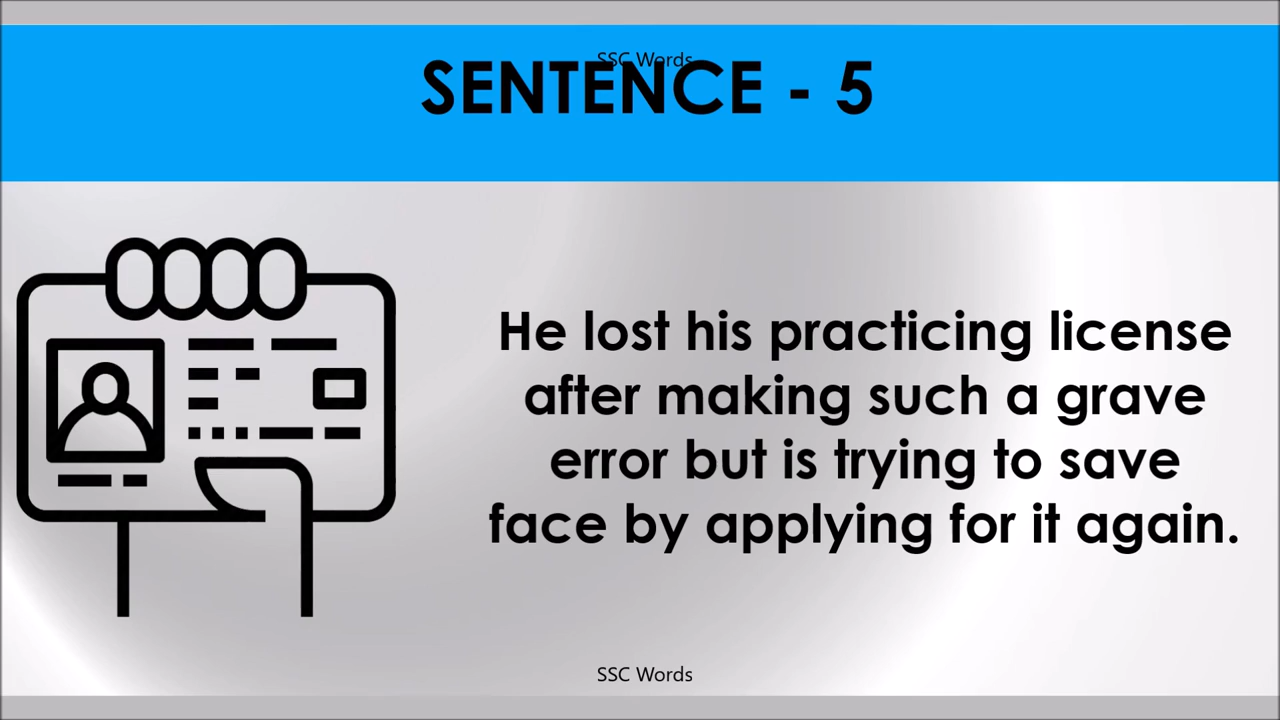 SSC Words
SENTENCE - 5
He lost his practicing license
after making such a grave
error but is trying to save
face by applying for it again.
SSC Words